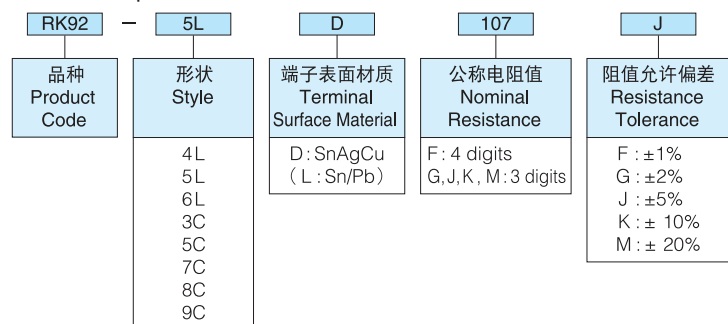 RK92 – 5L D 107 J
品种
Product
Code
形状
Style
端子表面材质
Terminal
Surface Material
公称电阻值
Nominal
Resistance
阻值允许偏差
Resistance
Tolerance
4L
5L
6L
3C
5C
7C
8C
9C
D : SnAgCu
( L : Sn/Pb )
F : 4 digits
G,J,K, M : 3 digits
F : ±1%
G : ±2%
J : ±5%
K : ± 10%
M : ± 20%